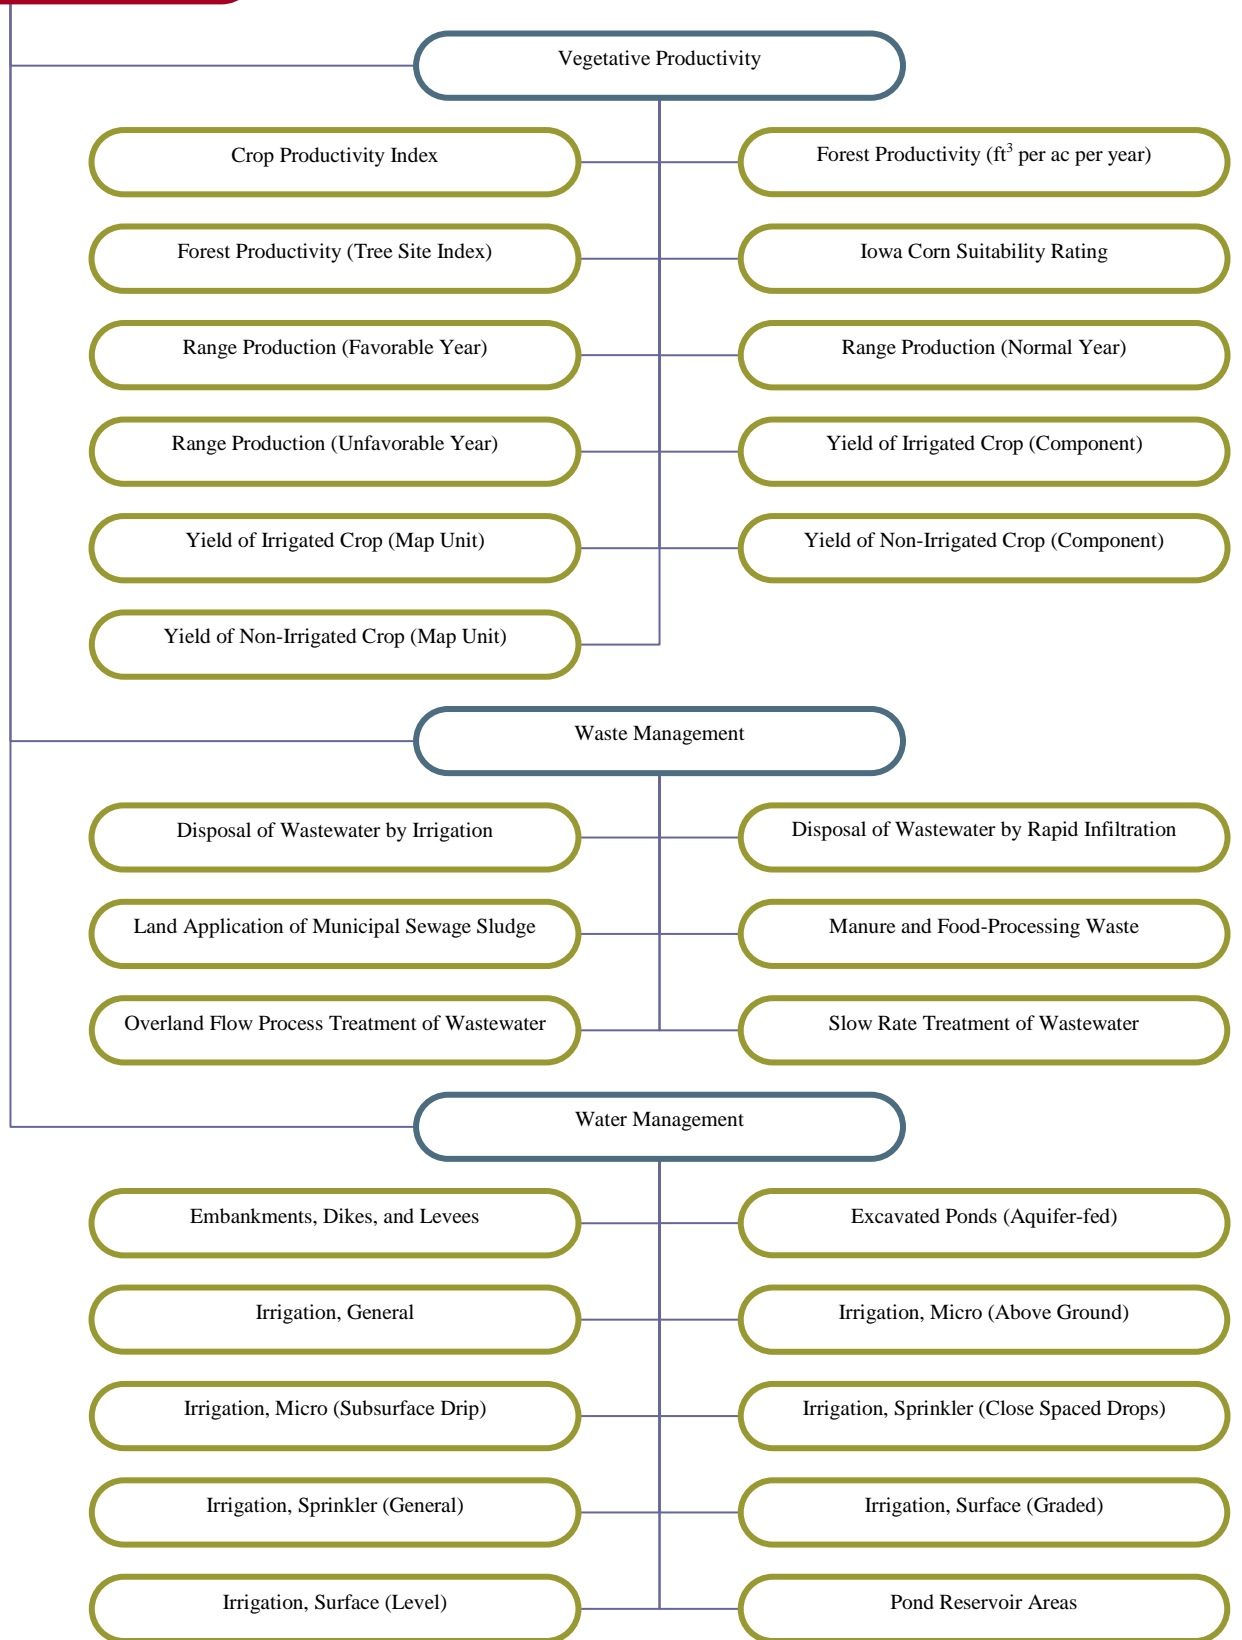 Vegetative Productivity
Crop Productivity Index
Forest Productivity (ft³ per ac per year)
Forest Productivity (Tree Site Index)
Iowa Corn Suitability Rating
Range Production (Favorable Year)
Range Production (Normal Year)
Range Production (Unfavorable Year)
Yield of Irrigated Crop (Component)
Yield of Irrigated Crop (Map Unit)
Yield of Non-Irrigated Crop (Component)
Yield of Non-Irrigated Crop (Map Unit)
Waste Management
Disposal of Wastewater by Irrigation
Disposal of Wastewater by Rapid Infiltration
Land Application of Municipal Sewage Sludge
Manure and Food-Processing Waste
Overland Flow Process Treatment of Wastewater
Slow Rate Treatment of Wastewater
Water Management
Embankments, Dikes, and Levees
Excavated Ponds (Aquifer-fed)
Irrigation, General
Irrigation, Micro (Above Ground)
Irrigation, Micro (Subsurface Drip)
Irrigation, Sprinkler (Close Spaced Drops)
Irrigation, Sprinkler (General)
Irrigation, Surface (Graded)
Irrigation, Surface (Level)
Pond Reservoir Areas